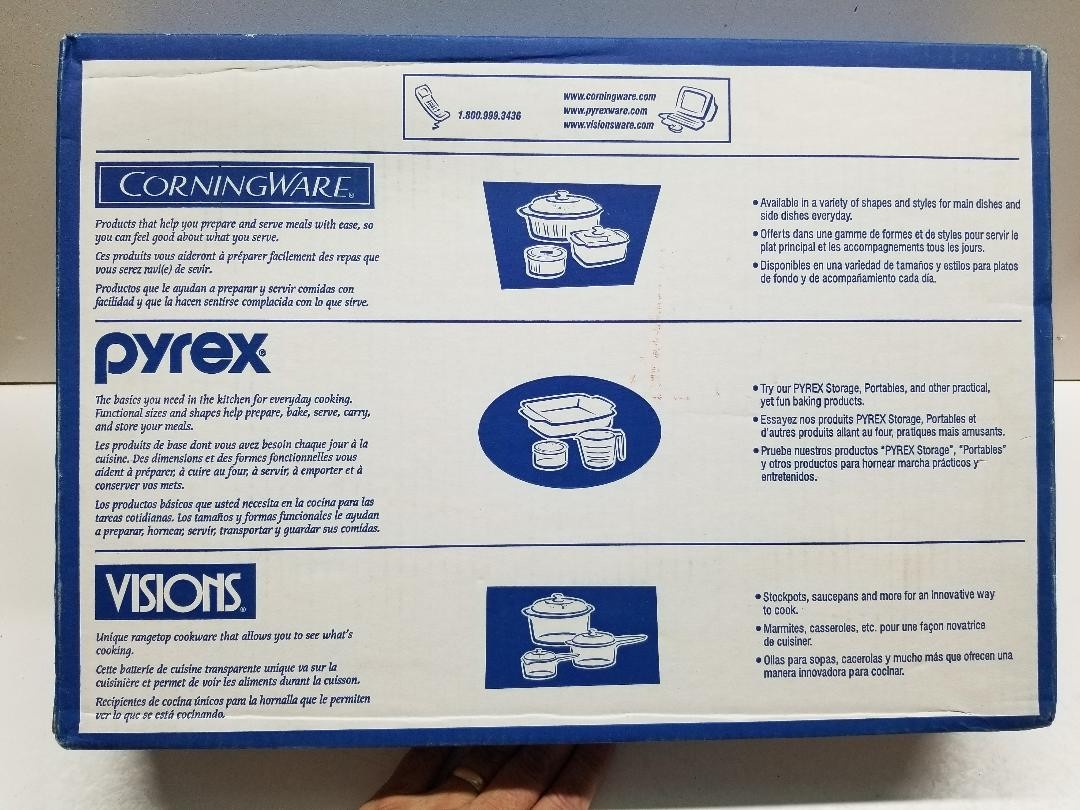 1.800.999.3436
www.corningware.com
www.pyrexware.com
www.visionsware.com
CORNINGWARE®
Products that help you prepare and serve meals with ease, so
you can feel good about what you serve.
Ces produits vous aideront à préparer facilement des repas que
vous serez ravi(e) de sevir.
Productos que le ayudan a preparar y servir comidas con
facilidad y que la hacen sentirse complacida con lo que sirve.
• Available in a variety of shapes and styles for main dishes and
side dishes everyday.
• Offerts dans une gamme de formes et de styles pour servir le
plat principal et les accompagnements tous les jours.
• Disponibles en una variedad de tamaños y estilos para platos
de fondo y de acompañamiento cada día.
pyrex®
The basics you need in the kitchen for everyday cooking.
Functional sizes and shapes help prepare, bake, serve, carry,
and store your meals.
Les produits de base dont vous avez besoin chaque jour à la
cuisine. Des dimensions et des formes fonctionnelles vous
aident à préparer, à cuire au four, à servir, à emporter et à
conserver vos mets.
Los productos básicos que usted necesita en la cocina para las
tareas cotidianas. Los tamaños y formas funcionales le ayudan
a preparar, hornear, servir, transportar y guardar sus comidas.
• Try our PYREX Storage, Portables, and other practical,
yet fun baking products.
• Essayez nos produits PYREX Storage, Portables et
d'autres produits allant au four, pratiques mais amusants.
• Pruebe nuestros productos "PYREX Storage", "Portables"
y otros productos para hornear marcha prácticos y
entretenidos.
VISIONS®
Unique rangetop cookware that allows you to see what's
cooking.
Cette batterie de cuisine transparente unique va sur la
cuisinière et permet de voir les aliments durant la cuisson.
Recipientes de cocina únicos para la hornalla que le permiten
ver lo que se está cocinando.
• Stockpots, saucepans and more for an innovative way
to cook.
• Marmites, casseroles, etc. pour une façon novatrice
de cuisiner.
• Ollas para sopas, cacerolas y mucho más que ofrecen una
manera innovadora para cocinar.